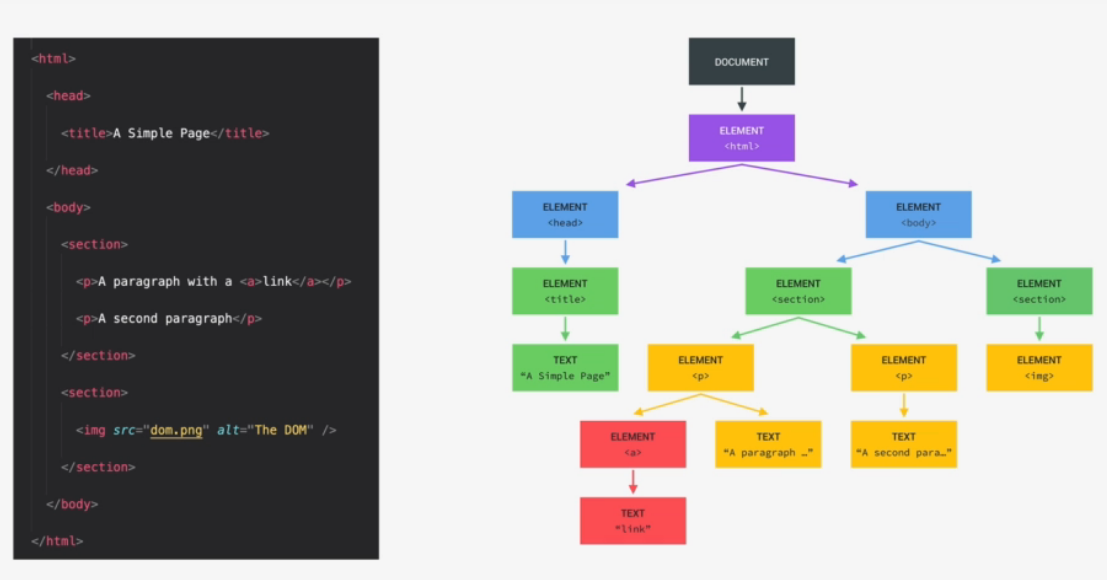 <html>
<head>
<title>A Simple Page</title>
</head>
<body>
<section>
<p>A paragraph with a <a>link</a></p>
<p>A second paragraph</p>
</section>
<section>
<img src="dom.png" alt="The DOM" />
</section>
</body>
</html>
DOCUMENT
ELEMENT
<html>
ELEMENT
<head>
ELEMENT
<body>
ELEMENT
<title>
ELEMENT
<section>
ELEMENT
<section>
TEXT
“A Simple Page”
ELEMENT
<p>
ELEMENT
<p>
ELEMENT
<img>
ELEMENT
<a>
TEXT
“A paragraph …”
TEXT
“A second para…”
TEXT
“link”